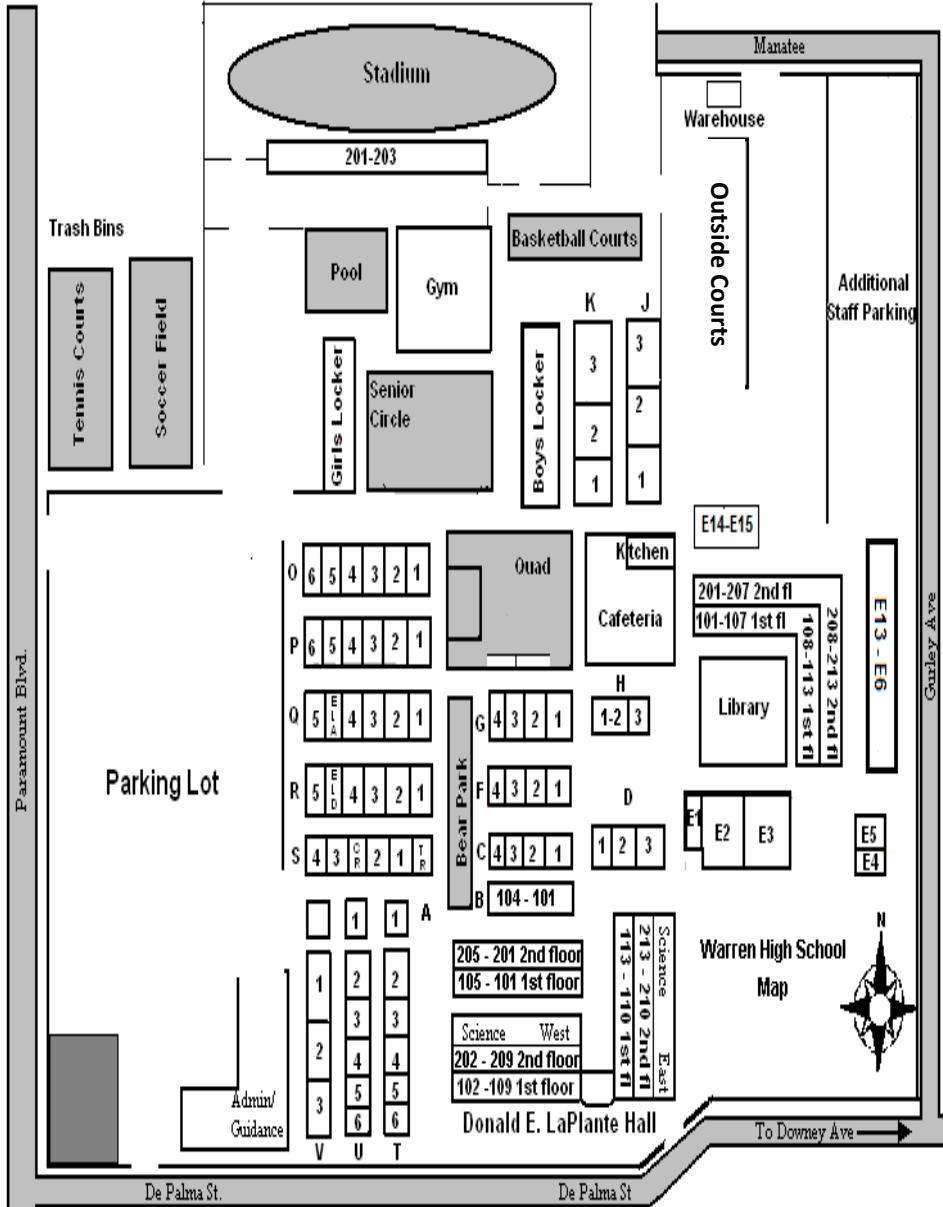 Manatee
Stadium
Warehouse
201-203
Outside Courts
Trash Bins
Basketball Courts
Pool
Gym
Additional
Staff Parking
Tennis Courts
Soccer Field
K
J
3
2
1
3
2
1
Girls Locker
Senior
Circle
Boys Locker
E14-E15
O
6 5 4 3 2 1
Quad
Kitchen
Cafeteria
201-207 2nd fl
101-107 1st fl
208-213 2nd fl
108-113 1st fl
E13 - E6
Gurley Ave
P
6 5 4 3 2 1
Paramount Blvd.
Library
H
1-2 3
Q
5 ELA 4 3 2 1
G
4 3 2 1
Parking Lot
Bear Park
R
5 ELD 4 3 2 1
F
4 3 2 1
D
1 2 3
E1 E2 E3
E5
E4
S
4 3 CR 2 1 TR
C
4 3 2 1
B
104 - 101
1 1 A
N
Warren High School
Map
205 - 201 2nd floor
105 - 101 1st floor
Science East
213 - 210 2nd fl
113 - 110 1st fl
1
2
3
2
3
4
5
6
2
3
4
5
6
V U T
Science West
202 - 209 2nd floor
102 -109 1st floor
Donald E. LaPlante Hall
Admin/
Guidance
To Downey Ave
De Palma St.
De Palma St